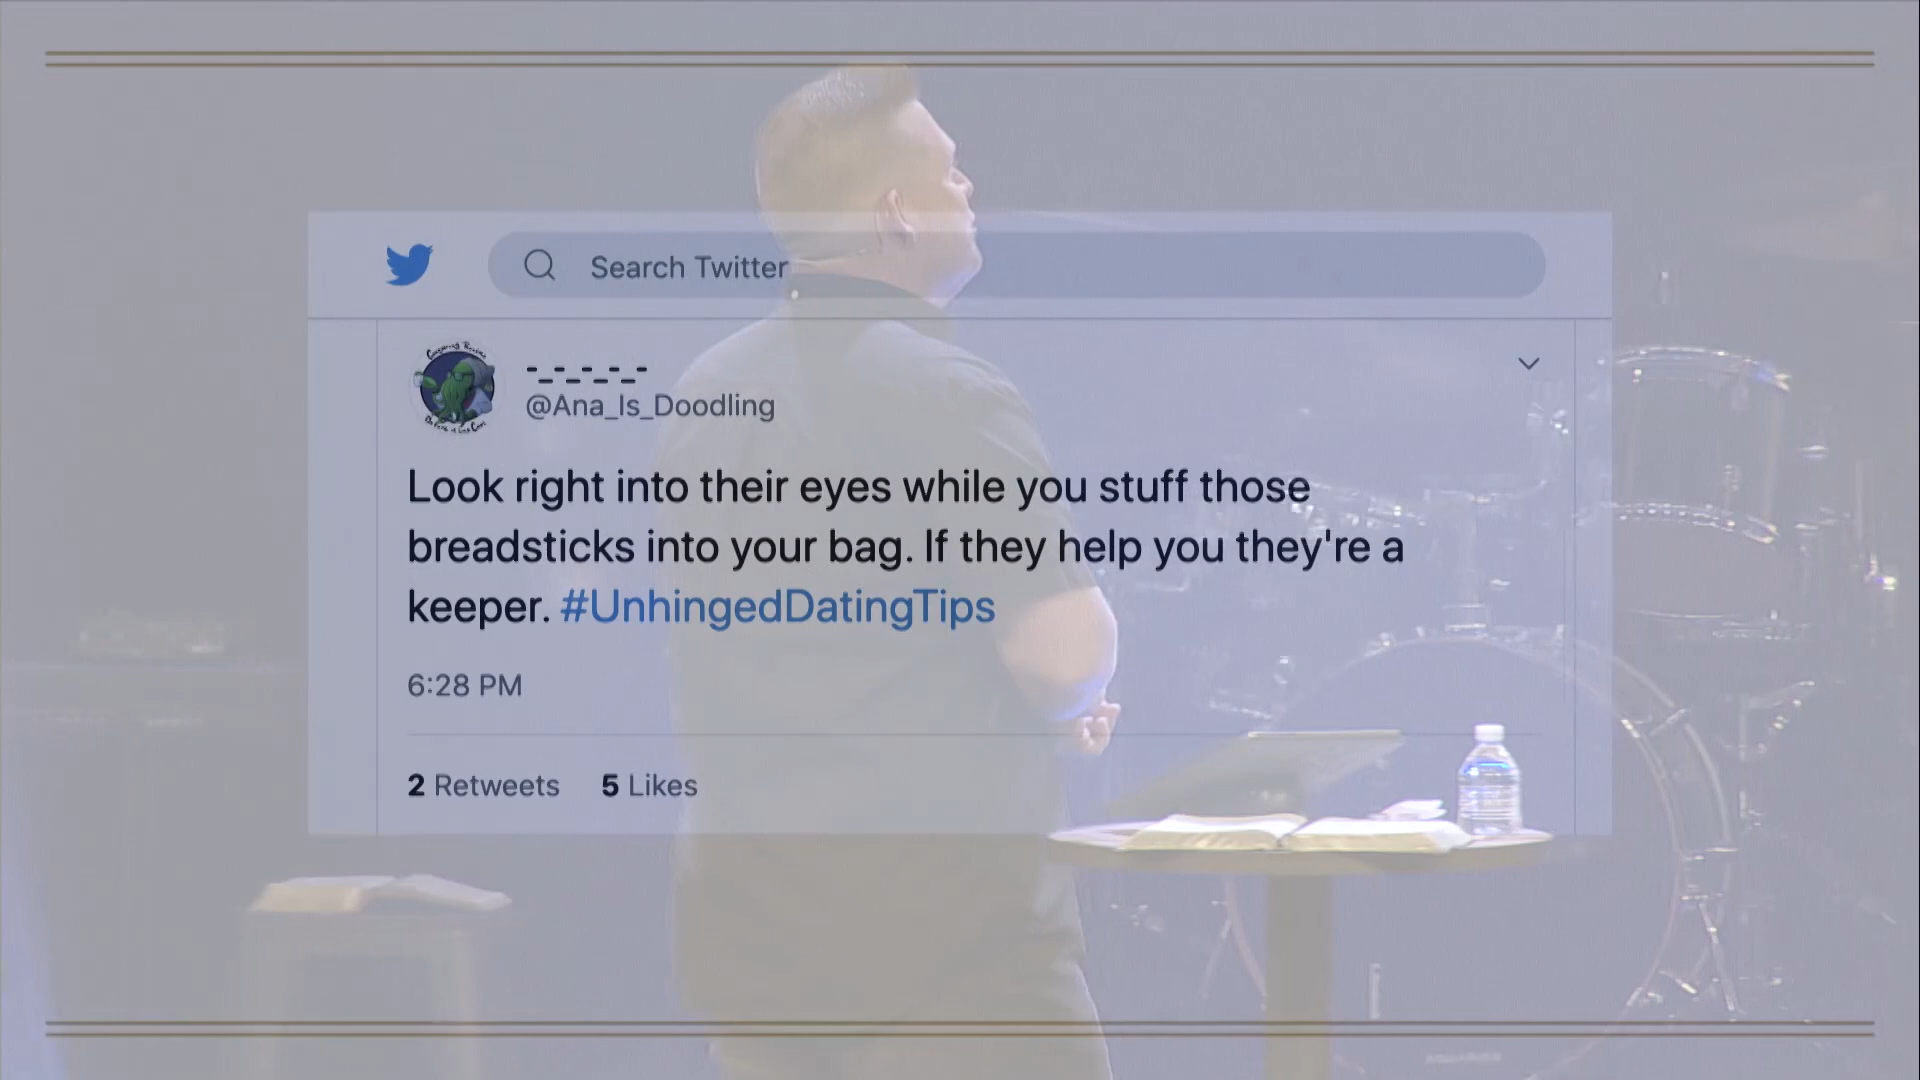 Search Twitter
-_-_-_-_-
@Ana_Is_Doodling
Look right into their eyes while you stuff those
breadsticks into your bag. If they help you they're a
keeper. #UnhingedDatingTips
6:28 PM
2 Retweets 5 Likes